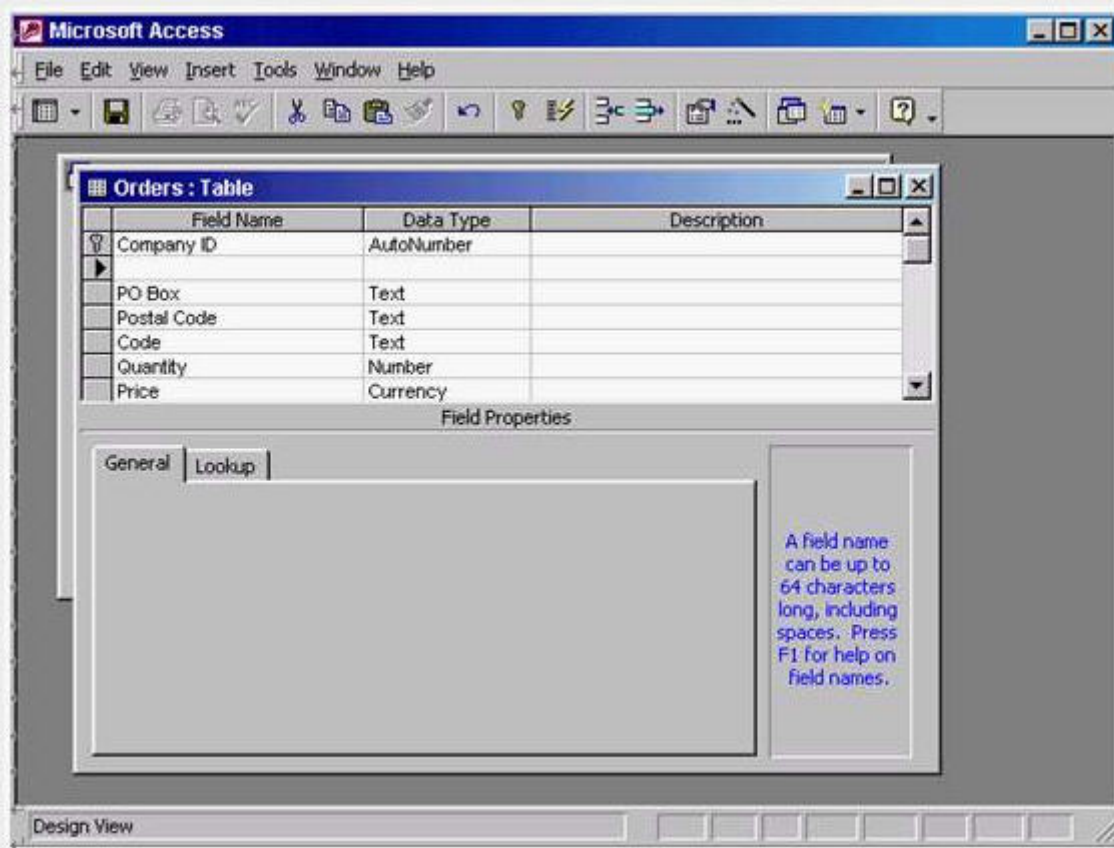 Microsoft Access
File Edit View Insert Tools Window Help
Orders : Table
Field Name Data Type Description
Company ID AutoNumber
PO Box Text
Postal Code Text
Code Text
Quantity Number
Price Currency
Field Properties
General Lookup
A field name
can be up to
64 characters
long, including
spaces. Press
F1 for help on
field names.
Design View